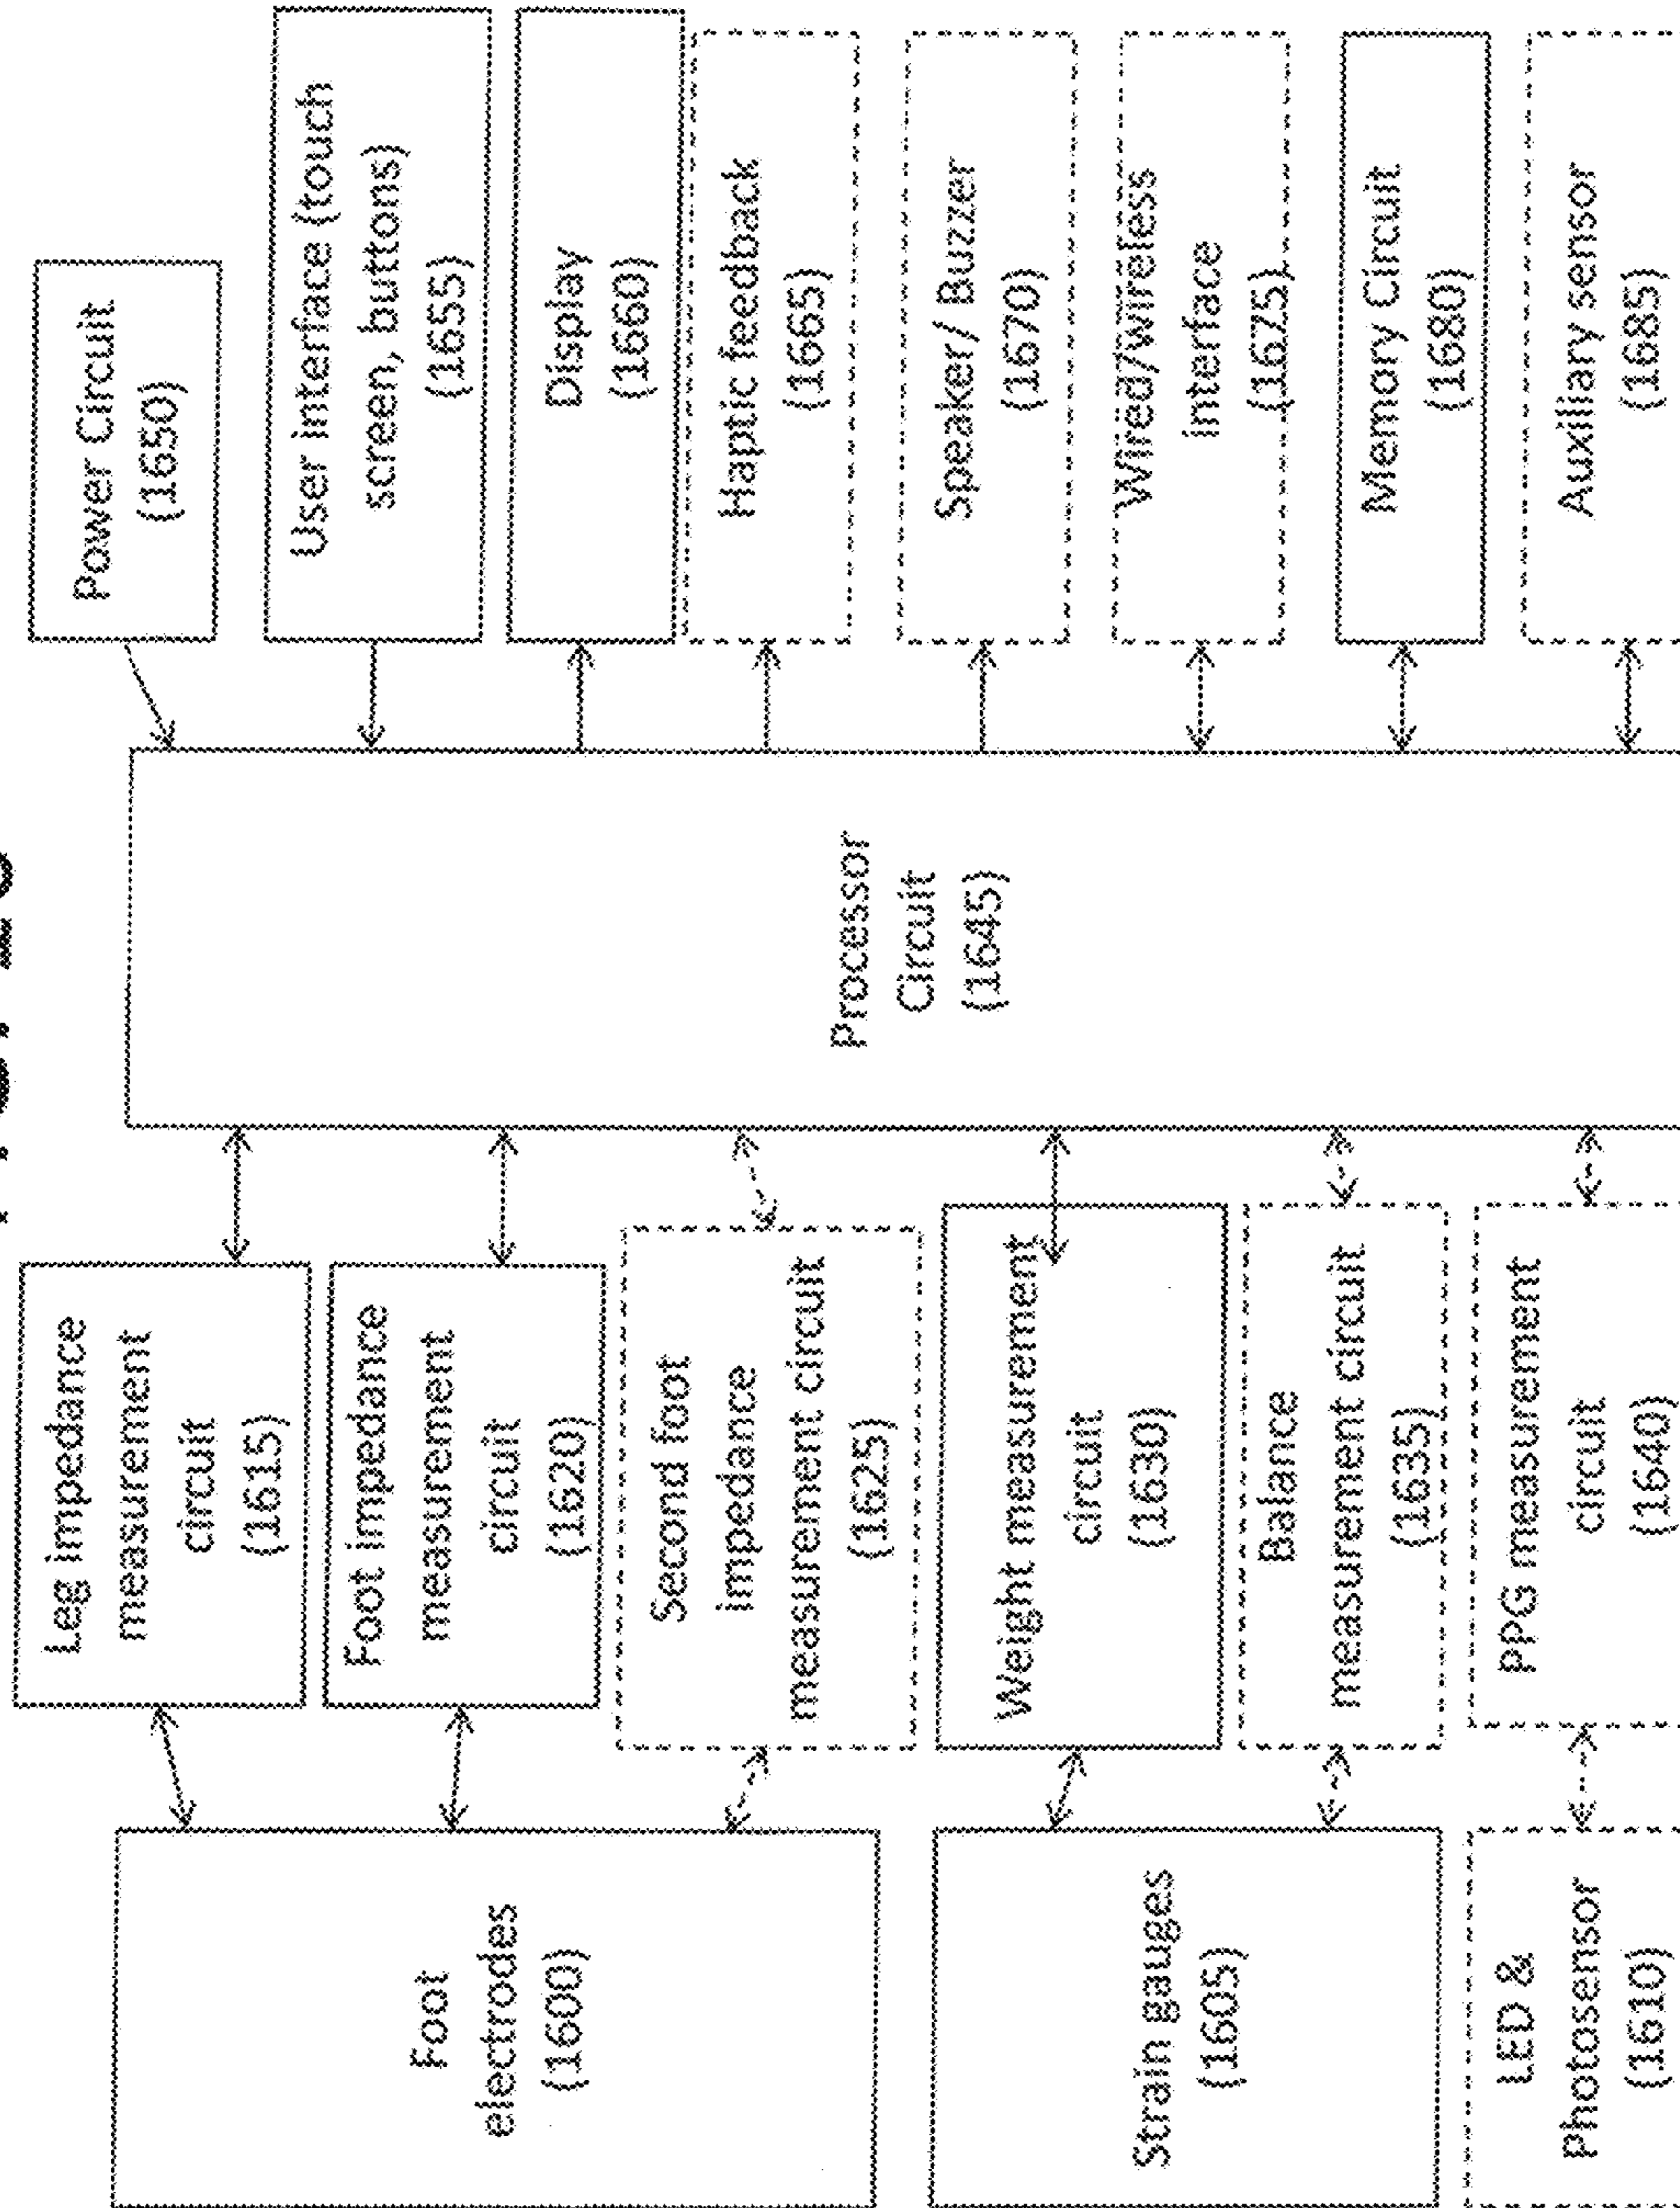 Foot
electrodes
(1600)
Strain gauges
(1605)
LED &
Photosensor
(1610)
Leg impedance
measurement
circuit
(1615)
Foot impedance
measurement
circuit
(1620)
Second foot
impedance
measurement circuit
(1625)
Weight measurement
circuit
(1630)
Balance
measurement circuit
(1635)
PPG measurement
circuit
(1640)
Processor
Circuit
(1645)
Power Circuit
(1650)
User interface (touch
screen, buttons)
(1655)
Display
(1660)
Haptic feedback
(1665)
Speaker/ Buzzer
(1670)
Wired/wireless
interface
(1675)
Memory Circuit
(1680)
Auxiliary sensor
(1685)